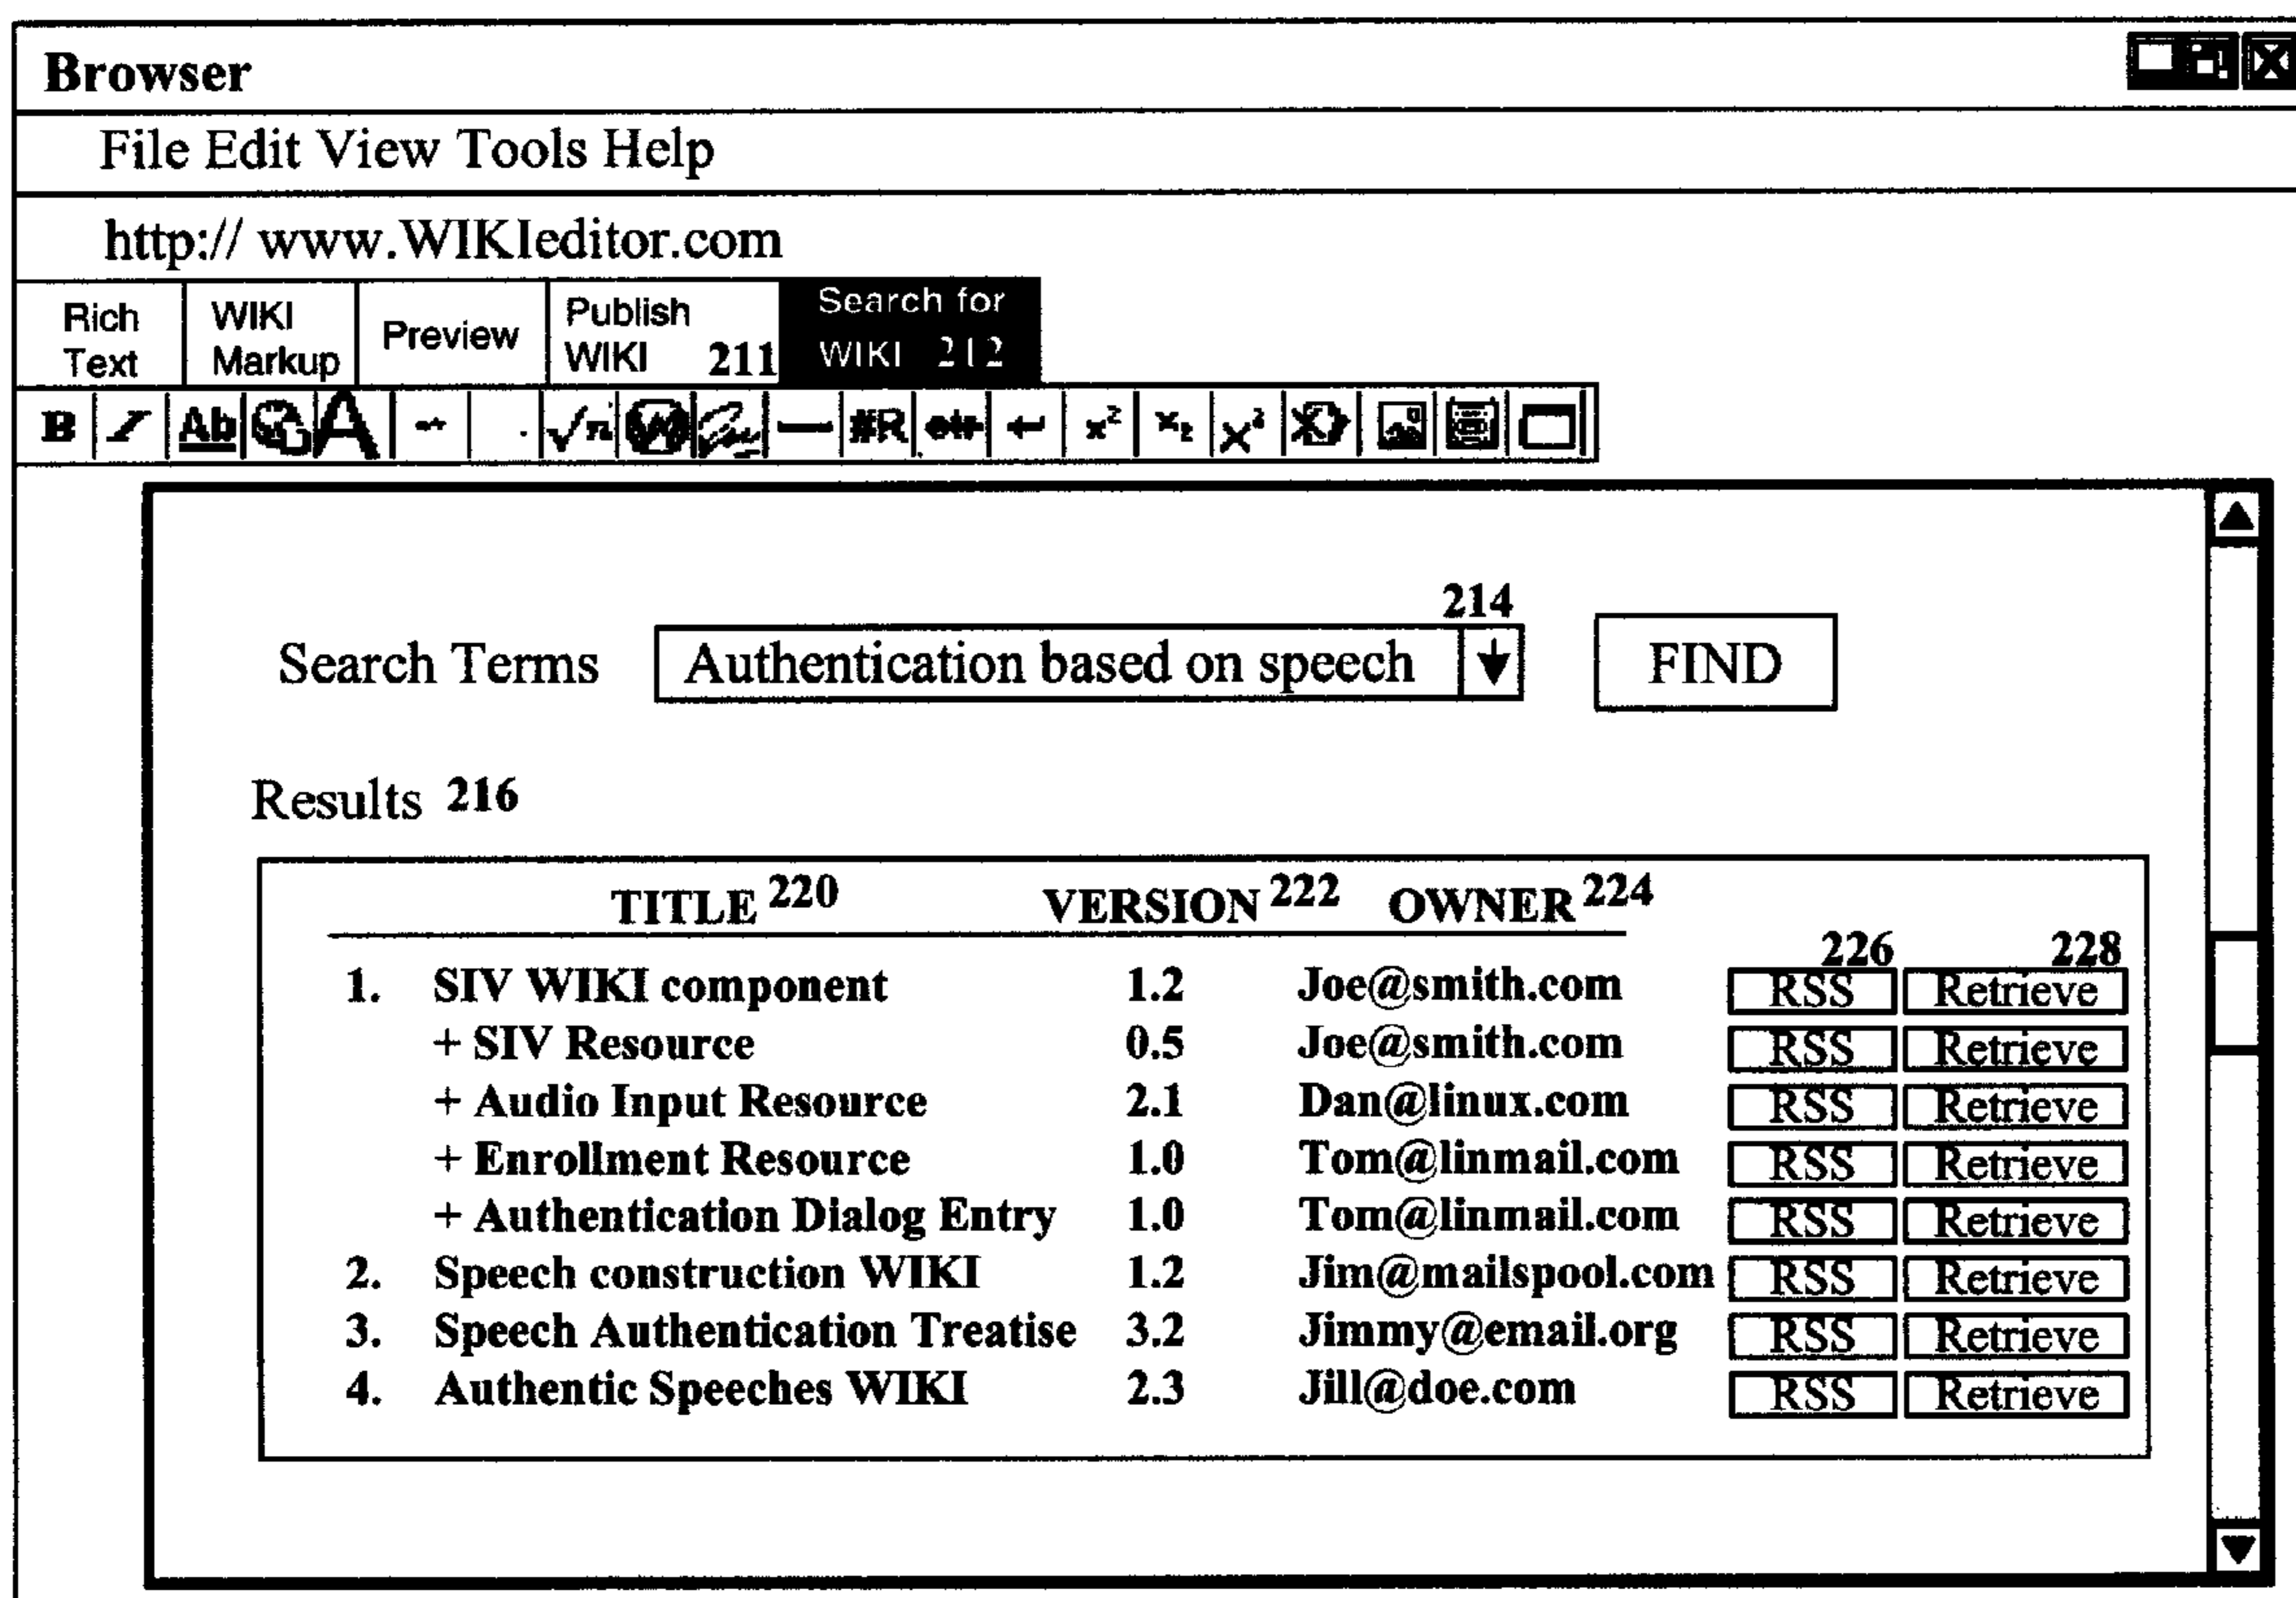 Browser
File Edit View Tools Help
http:// www.WIKIeditor.com
Rich Text WIKI Markup Preview Publish WIKI 211 Search for WIKI 212
B I Ab A √n W #R str x² x₂ x²
214
Search Terms Authentication based on speech FIND
Results 216
TITLE 220 VERSION 222 OWNER 224
226 228
1. SIV WIKI component 1.2 Joe@smith.com RSS Retrieve
+ SIV Resource 0.5 Joe@smith.com RSS Retrieve
+ Audio Input Resource 2.1 Dan@linux.com RSS Retrieve
+ Enrollment Resource 1.0 Tom@linmail.com RSS Retrieve
+ Authentication Dialog Entry 1.0 Tom@linmail.com RSS Retrieve
2. Speech construction WIKI 1.2 Jim@mailspool.com RSS Retrieve
3. Speech Authentication Treatise 3.2 Jimmy@email.org RSS Retrieve
4. Authentic Speeches WIKI 2.3 Jill@doe.com RSS Retrieve